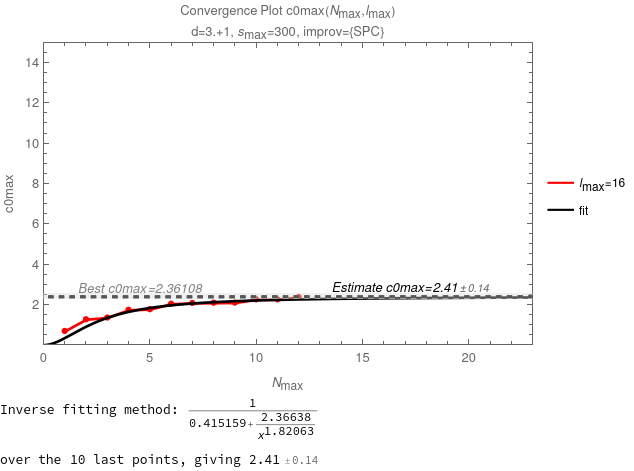 Convergence Plot c0max(Nmax,lmax)
d=3.+1, smax=300, improv={SPC}
14
12
10
8
6
4
2
c0max
Best c0max=2.36108
Estimate c0max=2.41 ±0.14
0 5 10 15 20
Nmax
lmax=16
fit
Inverse fitting method: 1
0.415159+ 2.36638
x1.82063
over the 10 last points, giving 2.41 ±0.14